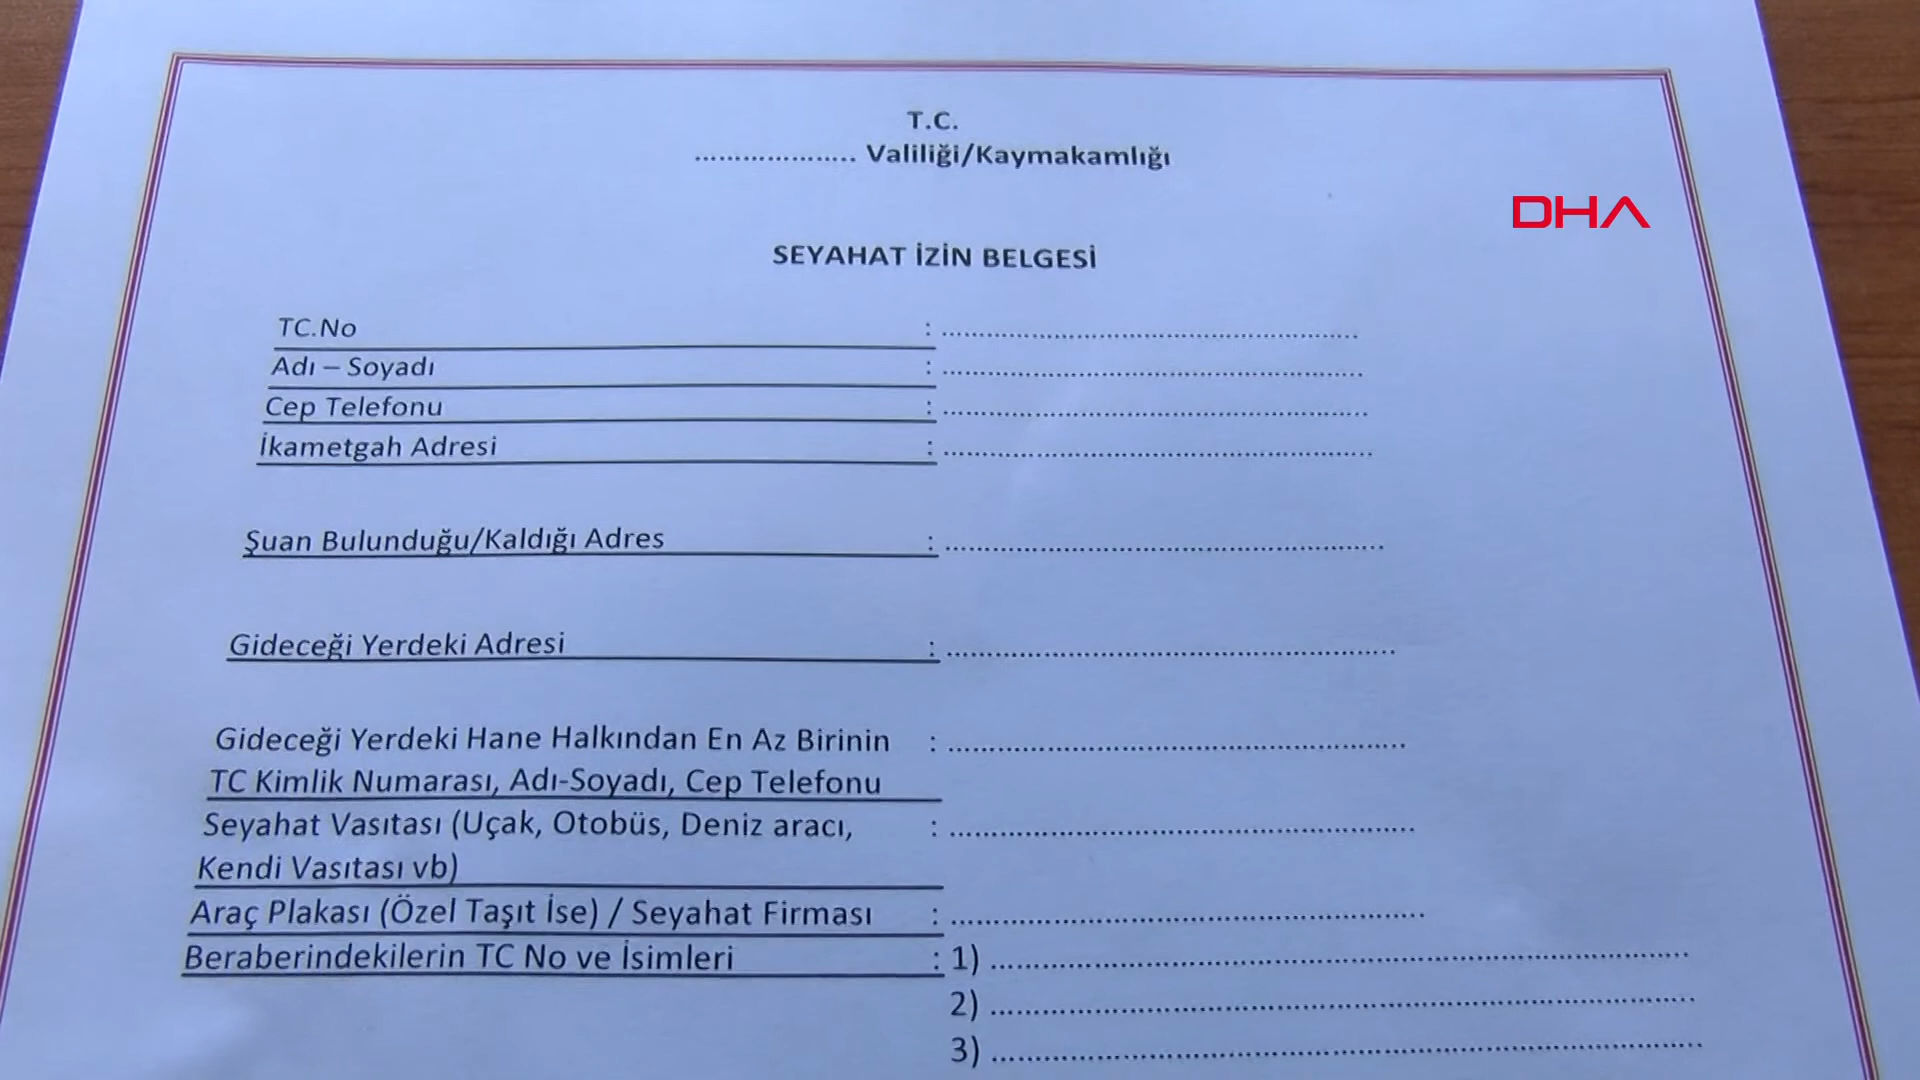 T.C.
.................... Valiliği/Kaymakamlığı
DHA
SEYAHAT İZİN BELGESİ
TC.No : ....................................................
Adı – Soyadı : ....................................................
Cep Telefonu : ....................................................
İkametgah Adresi : ....................................................
Şuan Bulunduğu/Kaldığı Adres : ....................................................
Gideceği Yerdeki Adresi : ....................................................
Gideceği Yerdeki Hane Halkından En Az Birinin : ....................................................
TC Kimlik Numarası, Adı-Soyadı, Cep Telefonu
Seyahat Vasıtası (Uçak, Otobüs, Deniz aracı, : ....................................................
Kendi Vasıtası vb)
Araç Plakası (Özel Taşıt İse) / Seyahat Firması : ....................................................
Beraberindekilerin TC No ve İsimleri : 1) ....................................................
2) ....................................................
3) ....................................................